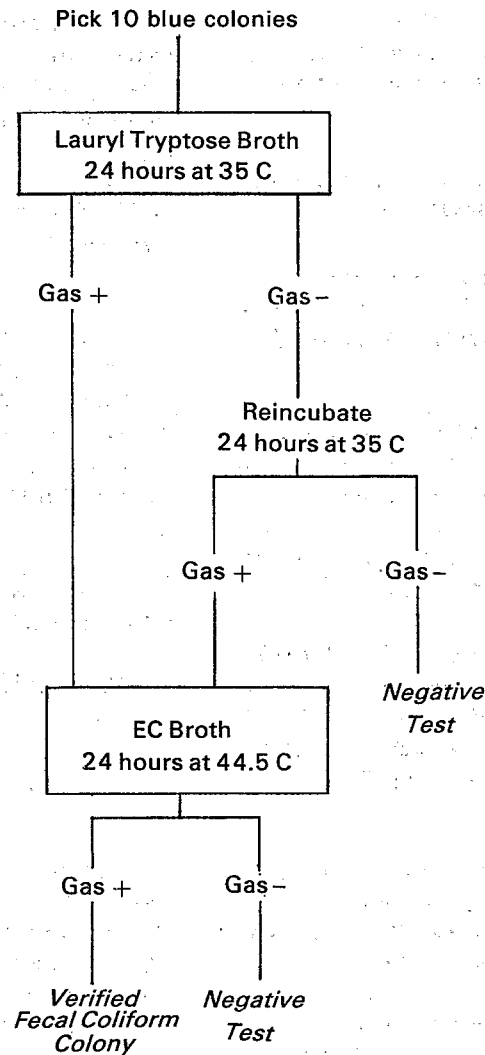 Pick 10 blue colonies
Lauryl Tryptose Broth
24 hours at 35 C
Gas +
Gas –
Reincubate
24 hours at 35 C
Gas +
Gas –
Negative
Test
EC Broth
24 hours at 44.5 C
Gas +
Gas –
Verified
Fecal Coliform
Colony
Negative
Test